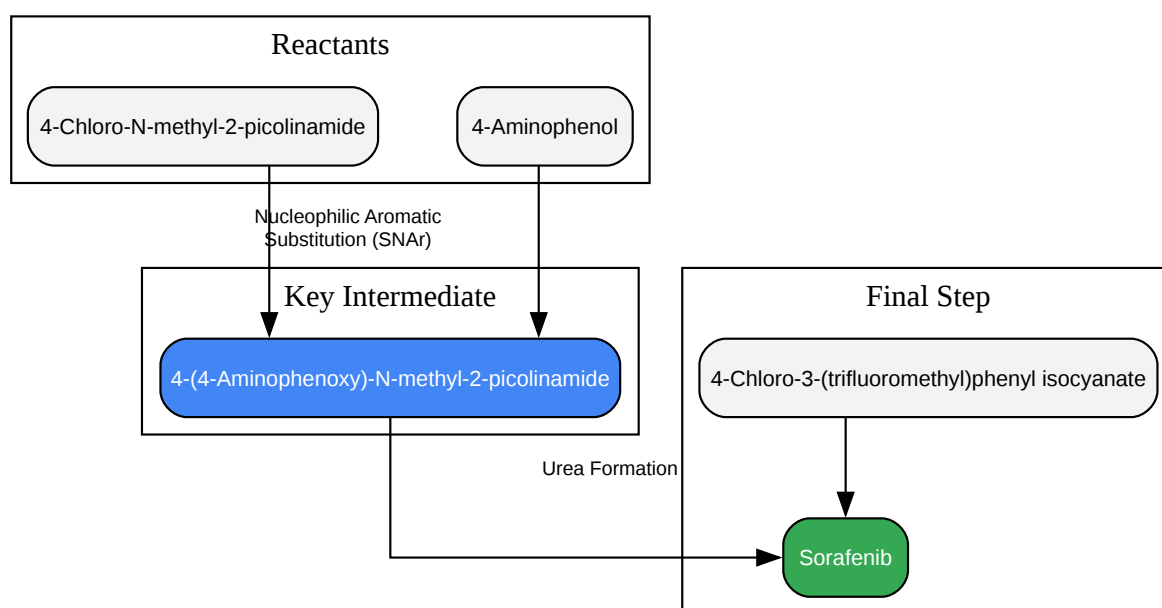 Reactants
4-Chloro-N-methyl-2-picolinamide
4-Aminophenol
Nucleophilic Aromatic
Substitution (SNAr)
Key Intermediate
4-(4-Aminophenoxy)-N-methyl-2-picolinamide
Final Step
4-Chloro-3-(trifluoromethyl)phenyl isocyanate
Urea Formation
Sorafenib